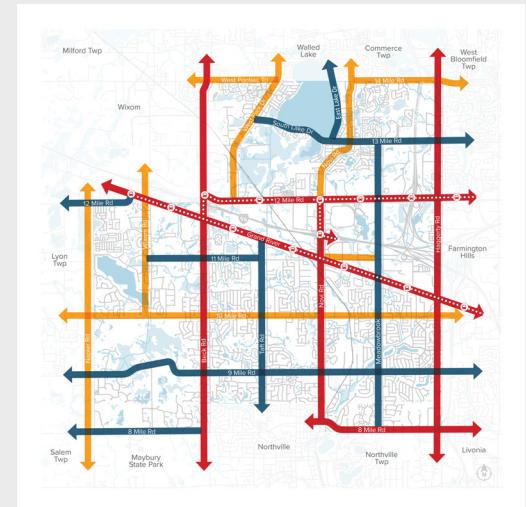 Milford Twp
Walled
Lake
Commerce
Twp
West
Bloomfield
Twp
West Pontiac Trl
14 Mile Rd
Wixom
East Lake Dr
South Lake Dr
13 Mile Rd
12 Mile Rd
12 Mile Rd
Grand River
Haggerty Rd
Lyon
Twp
11 Mile Rd
Farmington
Hills
10 Mile Rd
Novi Rd
Beck Rd
Taft Rd
Meadowbrook
Napier Rd
9 Mile Rd
8 Mile Rd
8 Mile Rd
Salem
Twp
Maybury
State Park
Northville
Northville
Twp
Livonia